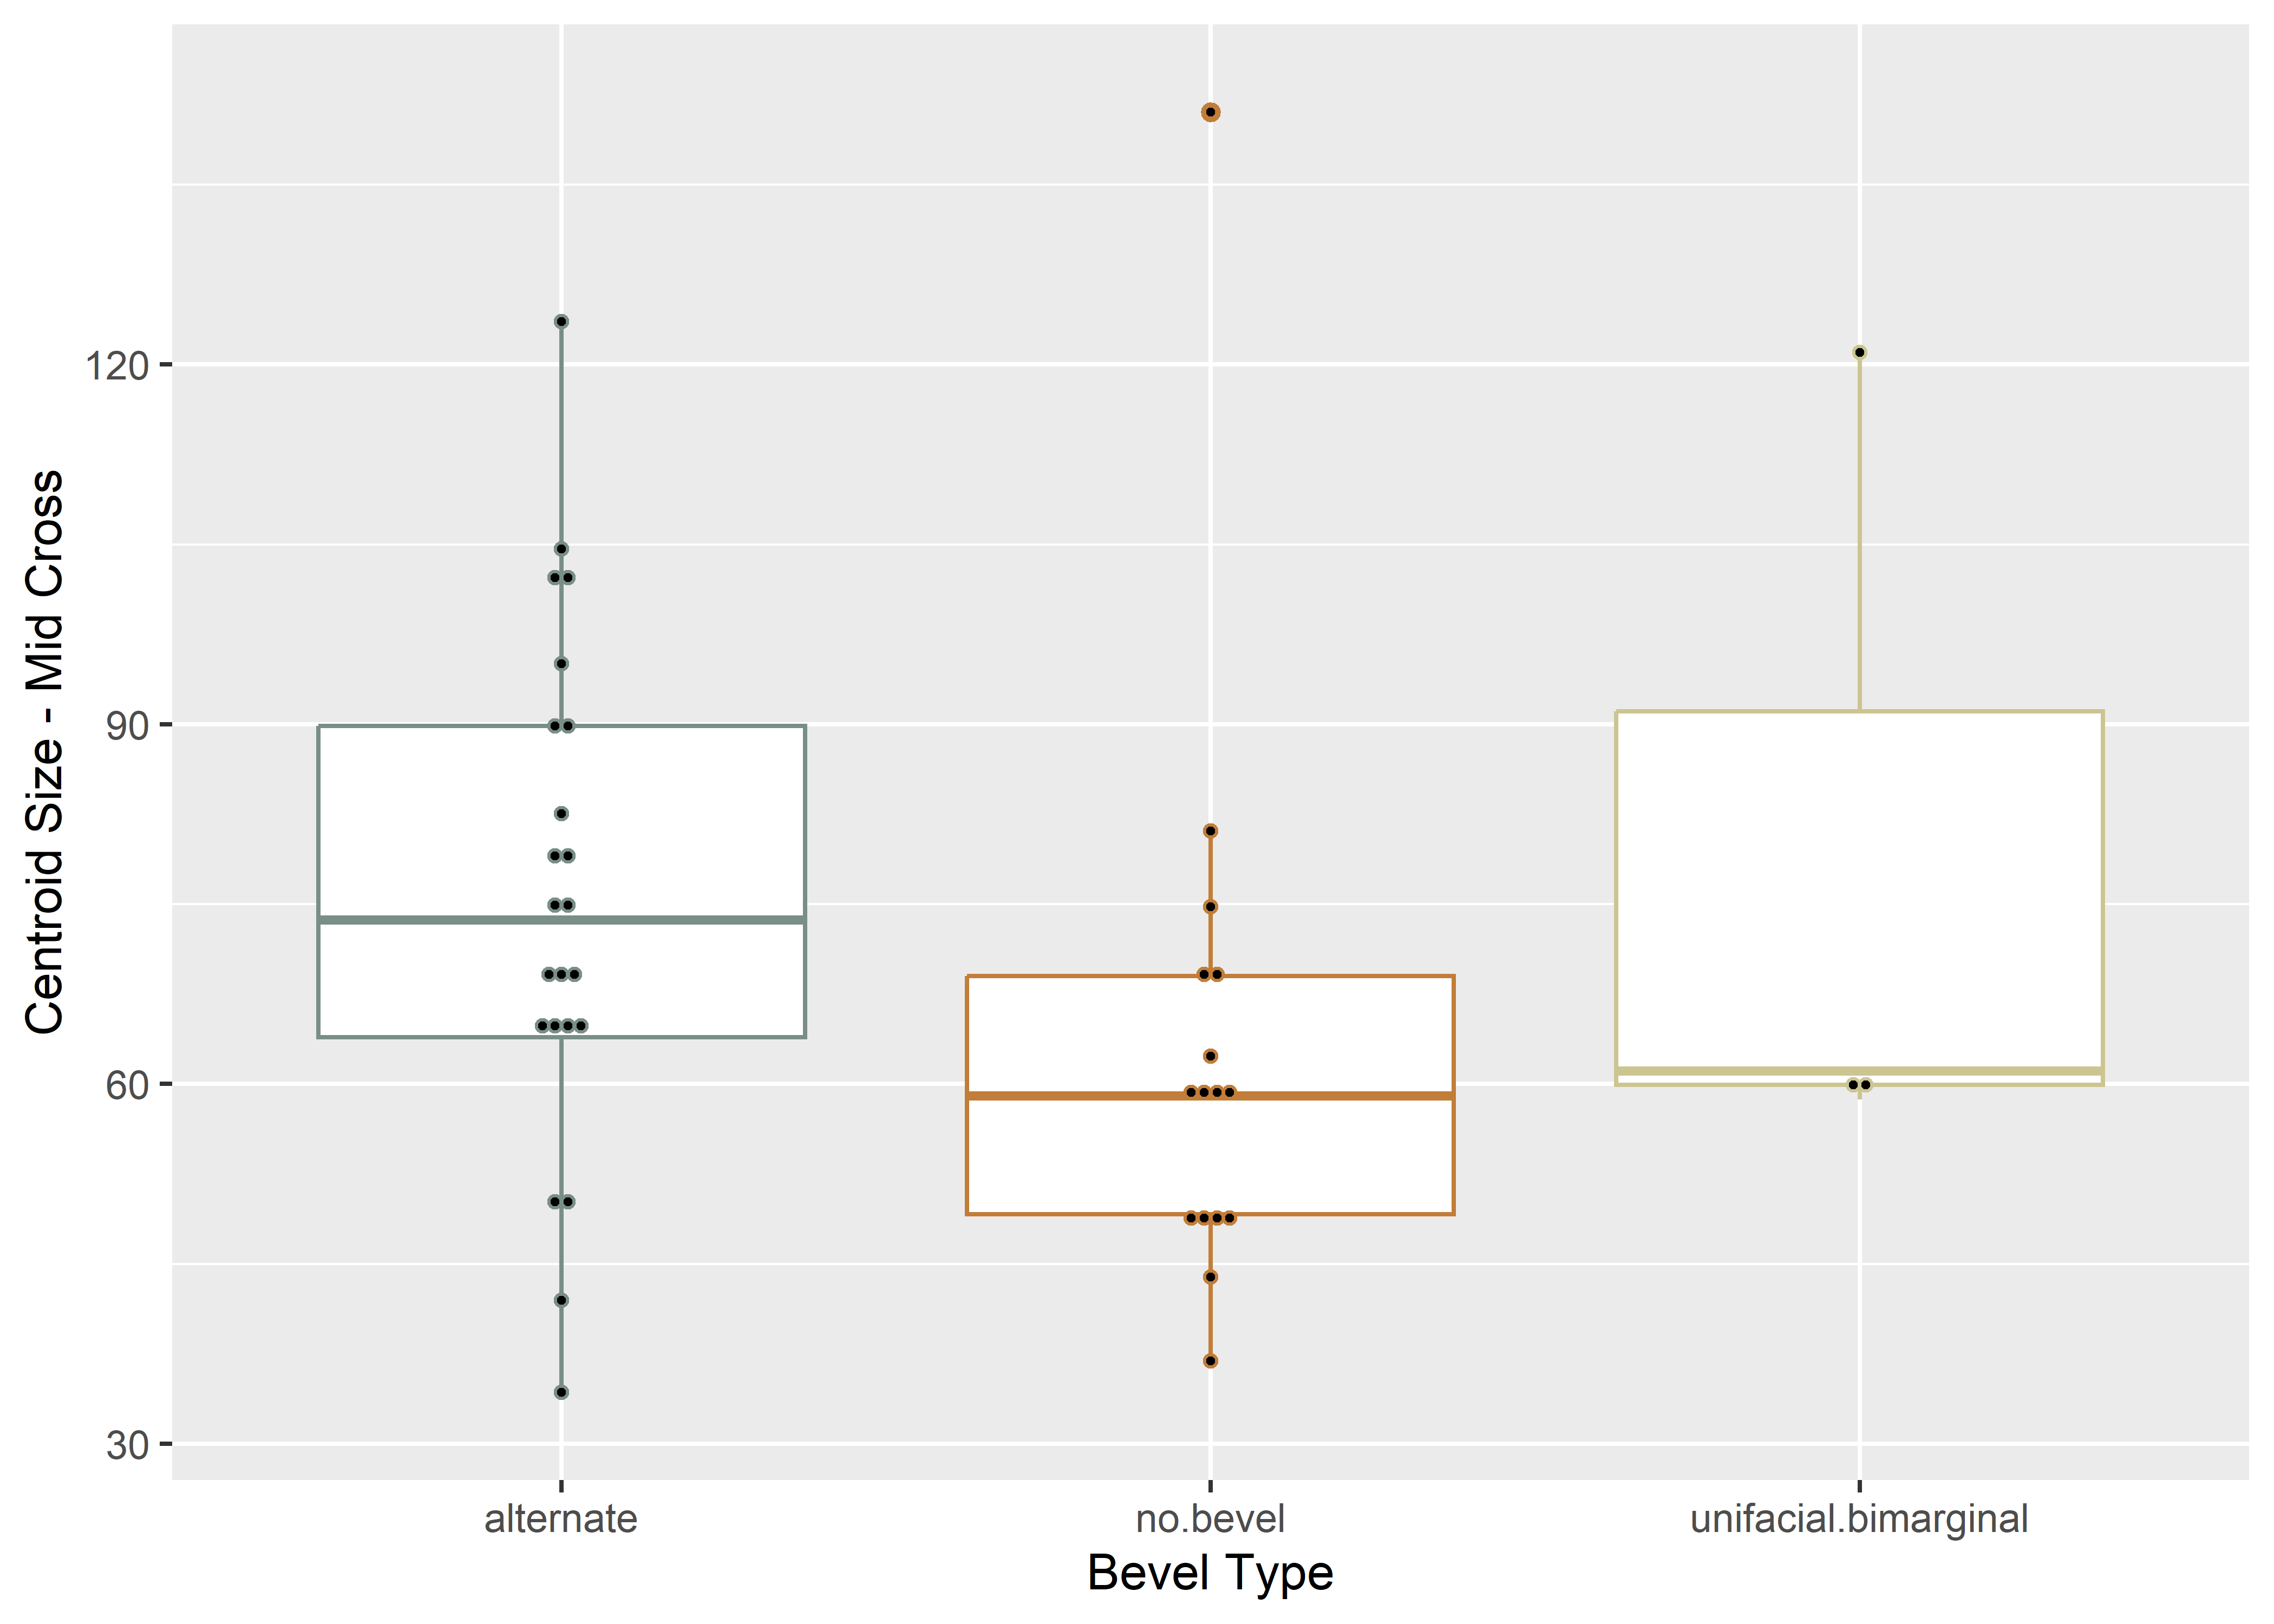 Centroid Size - Mid Cross
120
90
60
30
alternate
no.bevel
unifacial.bimarginal
Bevel Type